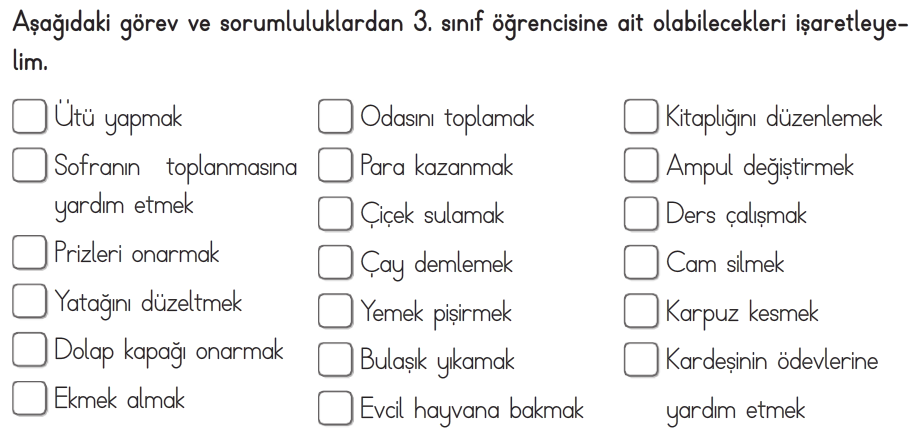 Aşağıdaki görev ve sorumluluklardan 3. sınıf öğrencisine ait olabilecekleri işaretleye-
lim.
Ütü yapmak
Sofranın toplanmasına
yardım etmek
Prizleri onarmak
Yatağını düzeltmek
Dolap kapağı onarmak
Ekmek almak
Odasını toplamak
Para kazanmak
Çiçek sulamak
Çay demlemek
Yemek pişirmek
Bulaşık yıkamak
Evcil hayvana bakmak
Kitaplığını düzenlemek
Ampul değiştirmek
Ders çalışmak
Cam silmek
Karpuz kesmek
Kardeşinin ödevlerine
yardım etmek